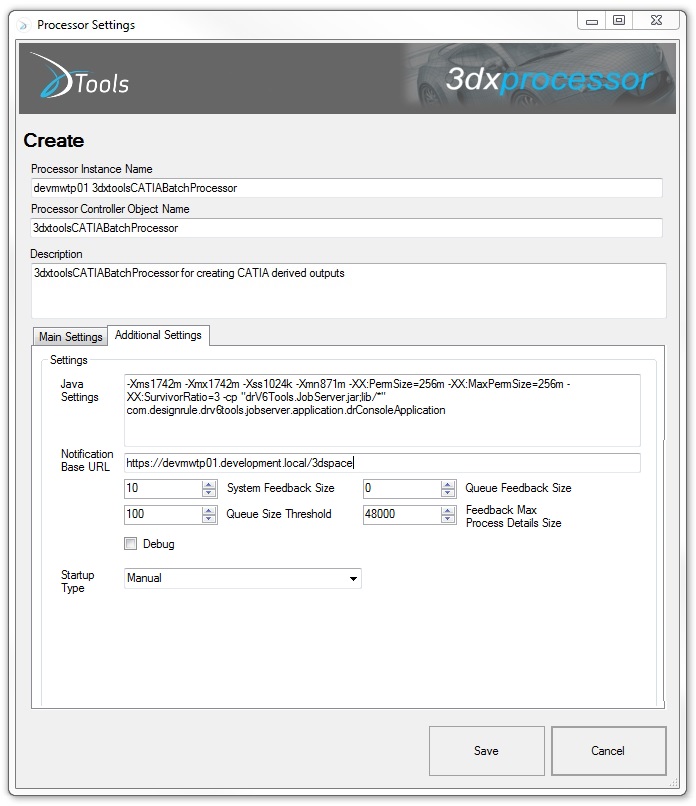 Processor Settings
Tools
3dxprocessor
Create
Processor Instance Name
devmwtp01 3dxtoolsCATIABatchProcessor
Processor Controller Object Name
3dxtoolsCATIABatchProcessor
Description
3dxtoolsCATIABatchProcessor for creating CATIA derived outputs
Main Settings
Additional Settings
Settings
Java
Settings
-Xms1742m -Xmx1742m -Xss1024k -Xmn871m -XX:PermSize=256m -XX:MaxPermSize=256m -
XX:SurvivorRatio=3 -cp "drV6Tools.JobServer.jar;lib/*"
com.designrule.drv6tools.jobserver.application.drConsoleApplication
Notification
Base URL
https://devmwtp01.development.local/3dspace
10 System Feedback Size 0 Queue Feedback Size
100 Queue Size Threshold 48000 Feedback Max
Process Details Size
Debug
Startup
Type
Manual
Save Cancel